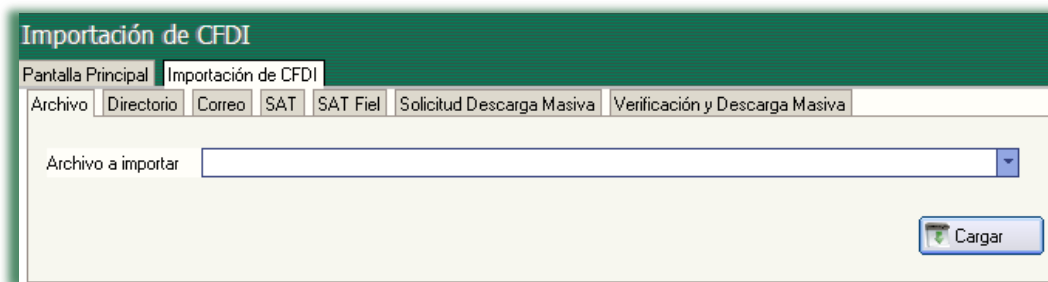 Importación de CFDI
Pantalla Principal Importación de CFDI
Archivo Directorio Correo SAT SAT Fiel Solicitud Descarga Masiva Verificación y Descarga Masiva
Archivo a importar
Cargar